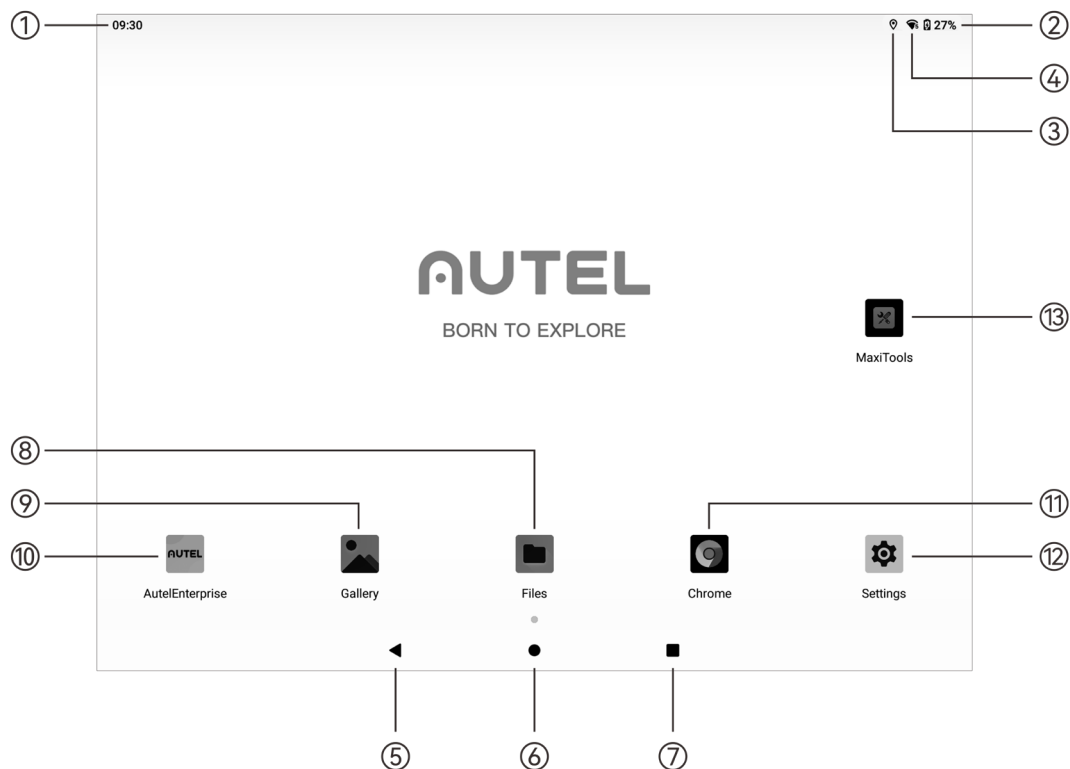 ① 09:30 27% ②
④
③
AUTEL
BORN TO EXPLORE
⑬
MaxiTools
⑧
⑨ ⑪
⑩ AUTEL ⑫
AutelEnterprise Gallery Files Chrome Settings
⑤ ⑥ ⑦